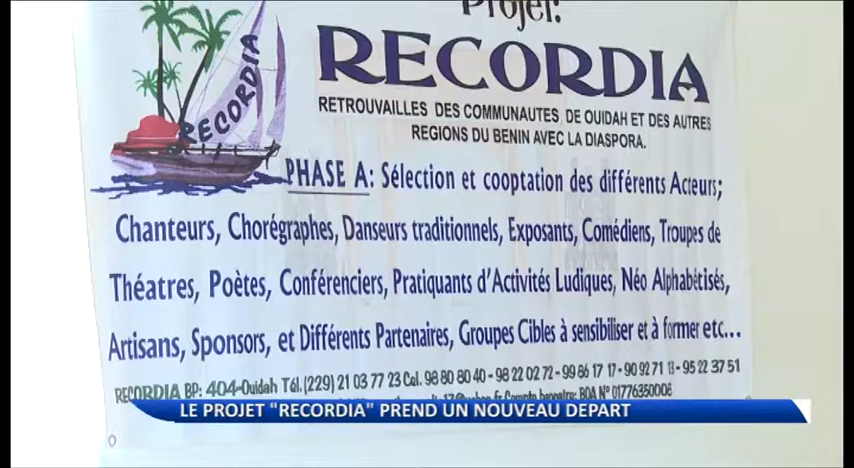 Projet:
RECORDIA
RECORDIA
RETROUVAILLES DES COMMUNAUTES DE OUIDAH ET DES AUTRES
REGIONS DU BENIN AVEC LA DIASPORA.
PHASE A: Sélection et cooptation des différents Acteurs;
Chanteurs, Chorégraphes, Danseurs traditionnels, Exposants, Comédiens, Troupes de
Théatres, Poètes, Conférenciers, Pratiquants d'Activités Ludiques, Néo Alphabétisés,
Artisans, Sponsors, et Différents Partenaires, Groupes Cibles à sensibiliser et à former etc...
RECORDIA BP: 404-Ouidah Tél. (229) 21 03 77 23 Cel. 98 80 80 40 - 98 22 02 72 - 99 86 17 17 - 90 92 71 13 - 95 22 37 51
BOA N° 01776350008
LE PROJET "RECORDIA" PREND UN NOUVEAU DEPART